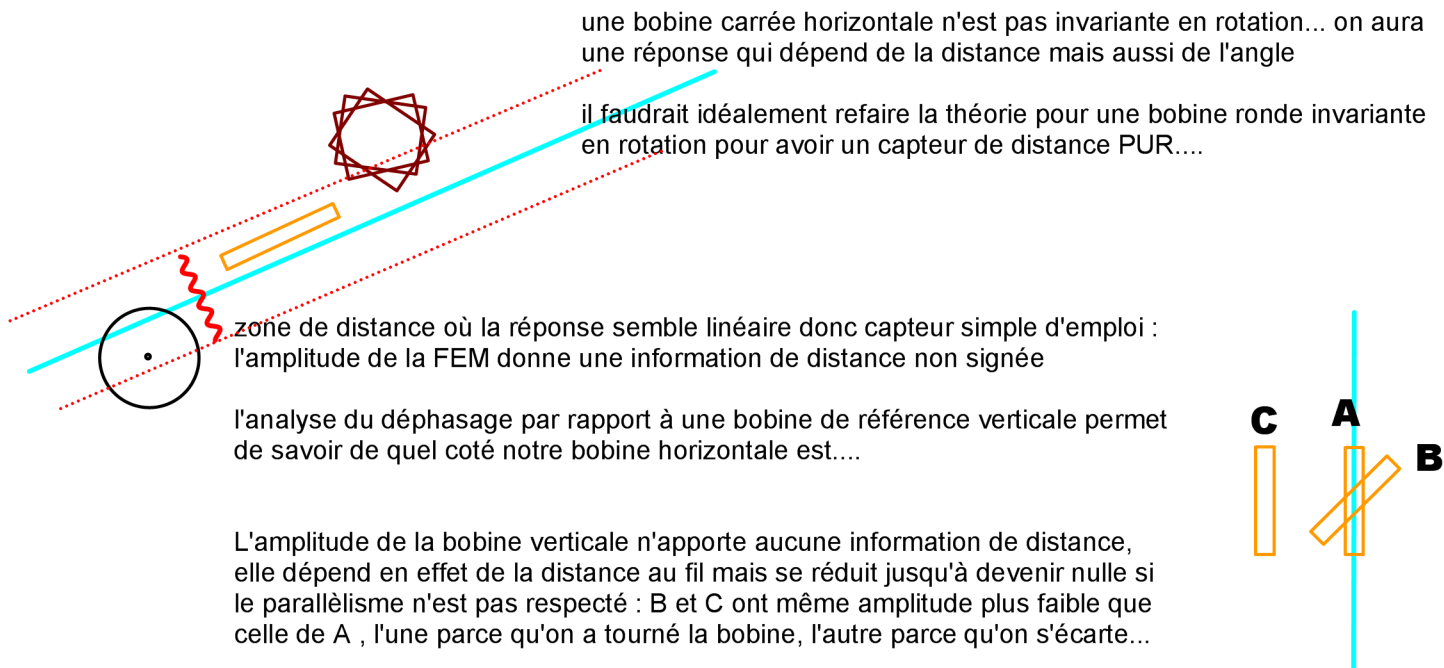 une bobine carrée horizontale n'est pas invariante en rotation... on aura
une réponse qui dépend de la distance mais aussi de l'angle
il faudrait idéalement refaire la théorie pour une bobine ronde invariante
en rotation pour avoir un capteur de distance PUR....
zone de distance où la réponse semble linéaire donc capteur simple d'emploi :
l'amplitude de la FEM donne une information de distance non signée
l'analyse du déphasage par rapport à une bobine de référence verticale permet
de savoir de quel coté notre bobine horizontale est....
C
A
B
L'amplitude de la bobine verticale n'apporte aucune information de distance,
elle dépend en effet de la distance au fil mais se réduit jusqu'à devenir nulle si
le parallèlisme n'est pas respecté : B et C ont même amplitude plus faible que
celle de A , l'une parce qu'on a tourné la bobine, l'autre parce qu'on s'écarte...